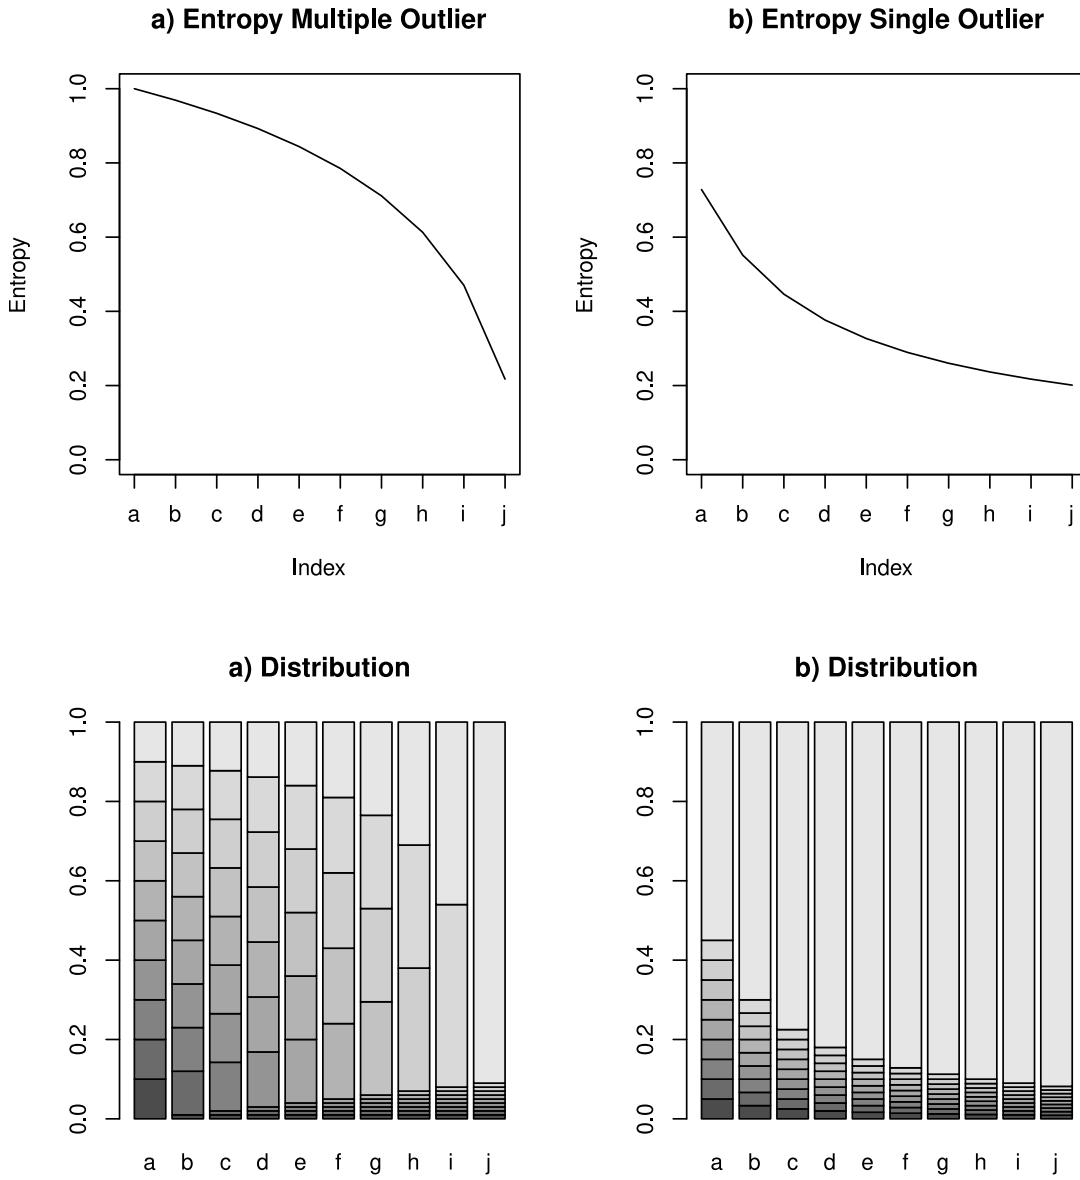 a) Entropy Multiple Outlier
b) Entropy Single Outlier
Entropy
0.0 0.2 0.4 0.6 0.8 1.0
a b c d e f g h i j
Index
Entropy
0.0 0.2 0.4 0.6 0.8 1.0
a b c d e f g h i j
Index
a) Distribution
0.0 0.2 0.4 0.6 0.8 1.0
a b c d e f g h i j
b) Distribution
0.0 0.2 0.4 0.6 0.8 1.0
a b c d e f g h i j